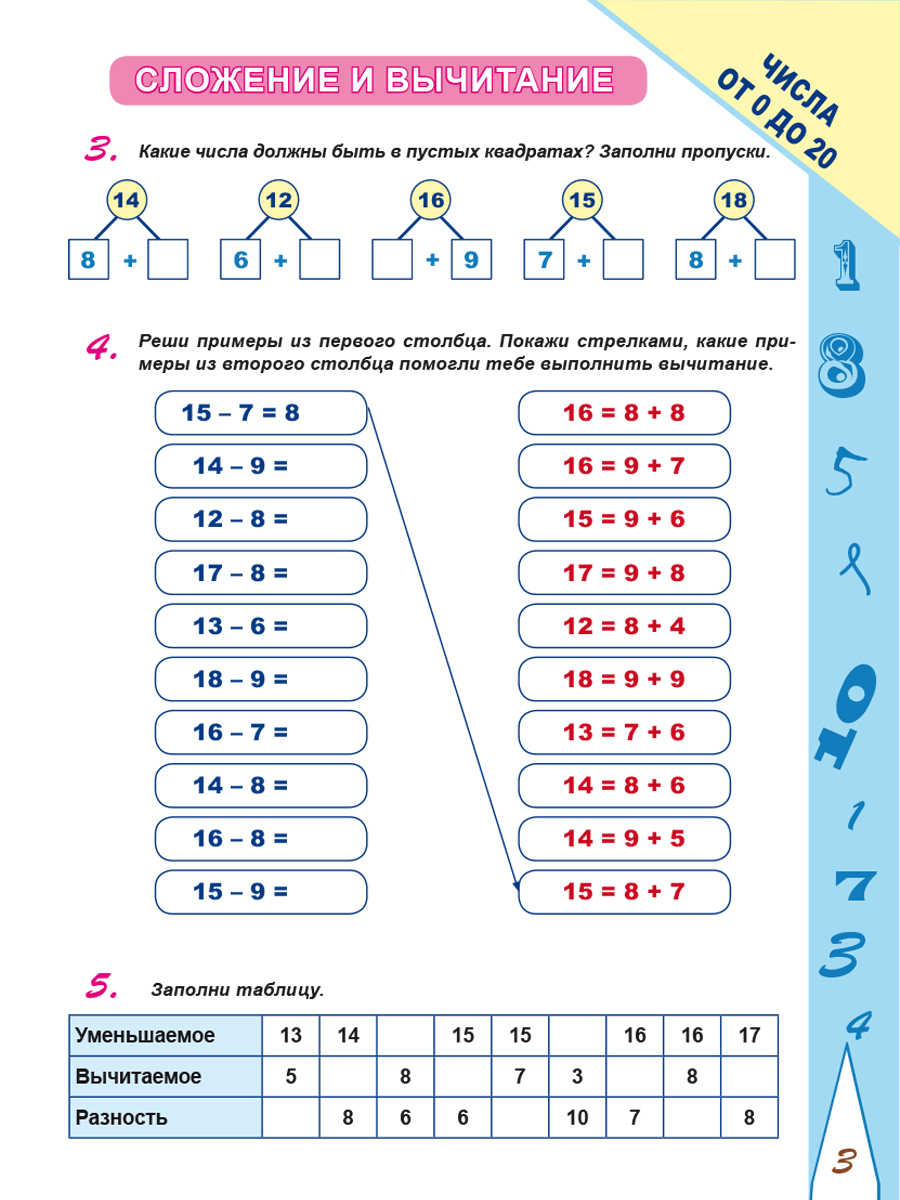 СЛОЖЕНИЕ И ВЫЧИТАНИЕ
ЧИСЛА
ОТ 0 ДО 20
3. Какие числа должны быть в пустых квадратах? Заполни пропуски.
14 12 16 15 18
8 + 6 + + 9 7 + 8 +
4. Реши примеры из первого столбца. Покажи стрелками, какие при-
меры из второго столбца помогли тебе выполнить вычитание.
15 – 7 = 8 16 = 8 + 8
14 – 9 = 16 = 9 + 7
12 – 8 = 15 = 9 + 6
17 – 8 = 17 = 9 + 8
13 – 6 = 12 = 8 + 4
18 – 9 = 18 = 9 + 9
16 – 7 = 13 = 7 + 6
14 – 8 = 14 = 8 + 6
16 – 8 = 14 = 9 + 5
15 – 9 = 15 = 8 + 7
5. Заполни таблицу.
Уменьшаемое 13 14 15 15 16 16 17
Вычитаемое 5 8 7 3 8
Разность 8 6 6 10 7 8
1
8
5
10
1
7
3
4
3